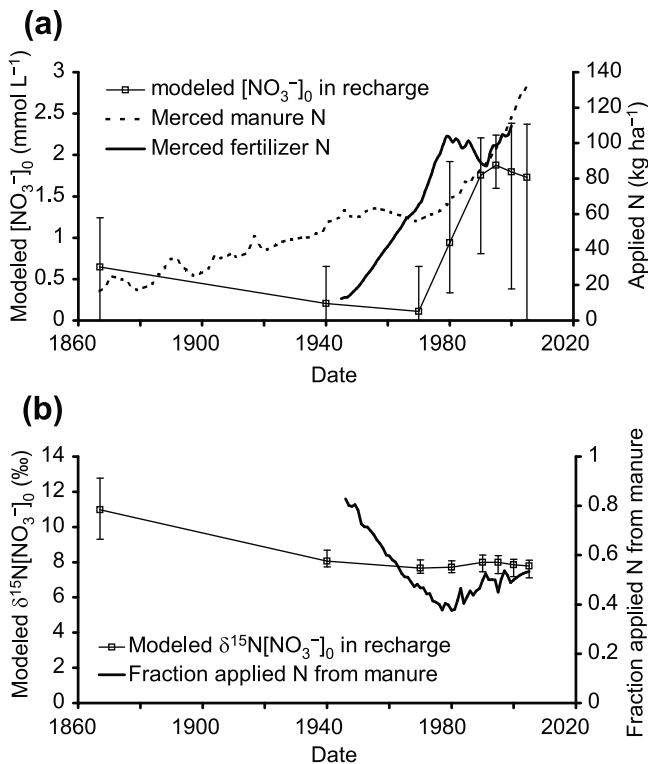 (a)
3
2.5
2
1.5
1
0.5
0
Modeled [NO₃⁻]₀ (mmol L⁻¹)
modeled [NO₃⁻]₀ in recharge
Merced manure N
Merced fertilizer N
140
120
100
80
60
40
20
0
Applied N (kg ha⁻¹)
1860 1900 1940 1980 2020
Date
(b)
14
12
10
8
6
4
2
0
Modeled δ¹⁵N[NO₃⁻]₀ (‰)
Modeled δ¹⁵N[NO₃⁻]₀ in recharge
Fraction applied N from manure
1
0.8
0.6
0.4
0.2
0
Fraction applied N from manure
1860 1900 1940 1980 2020
Date